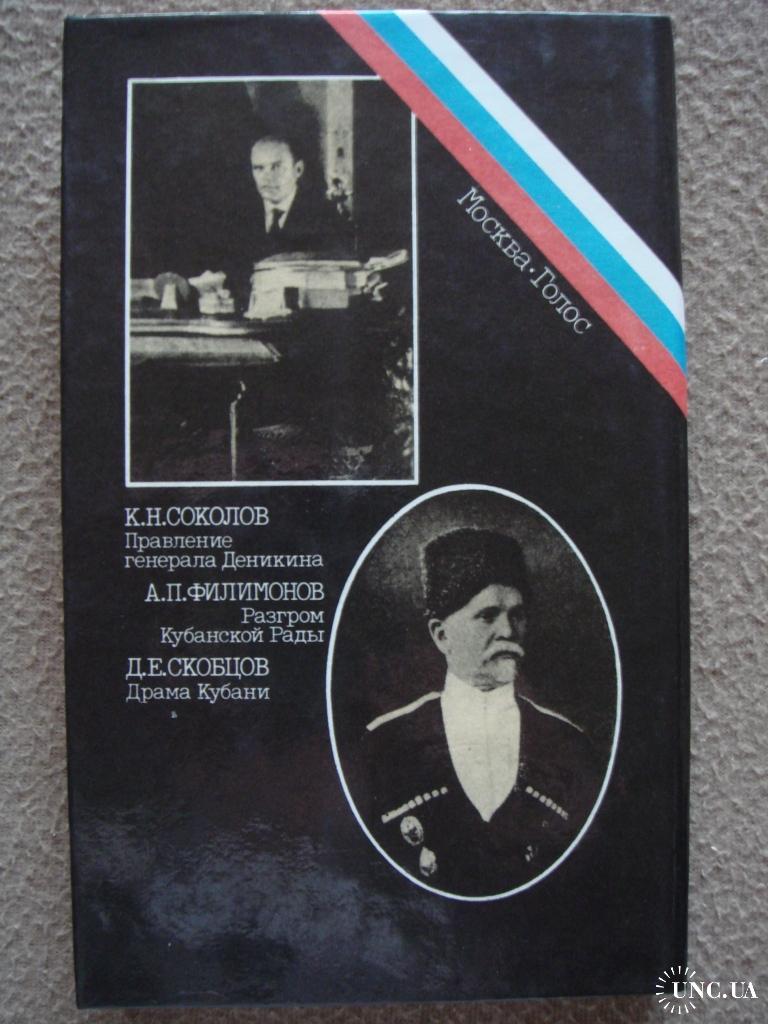 Москва·Голос
К.Н.СОКОЛОВ
Правление
генерала Деникина
А.П.ФИЛИМОНОВ
Разгром
Кубанской Рады
Д.Е.СКОБЦОВ
Драма Кубани
UNC.UA